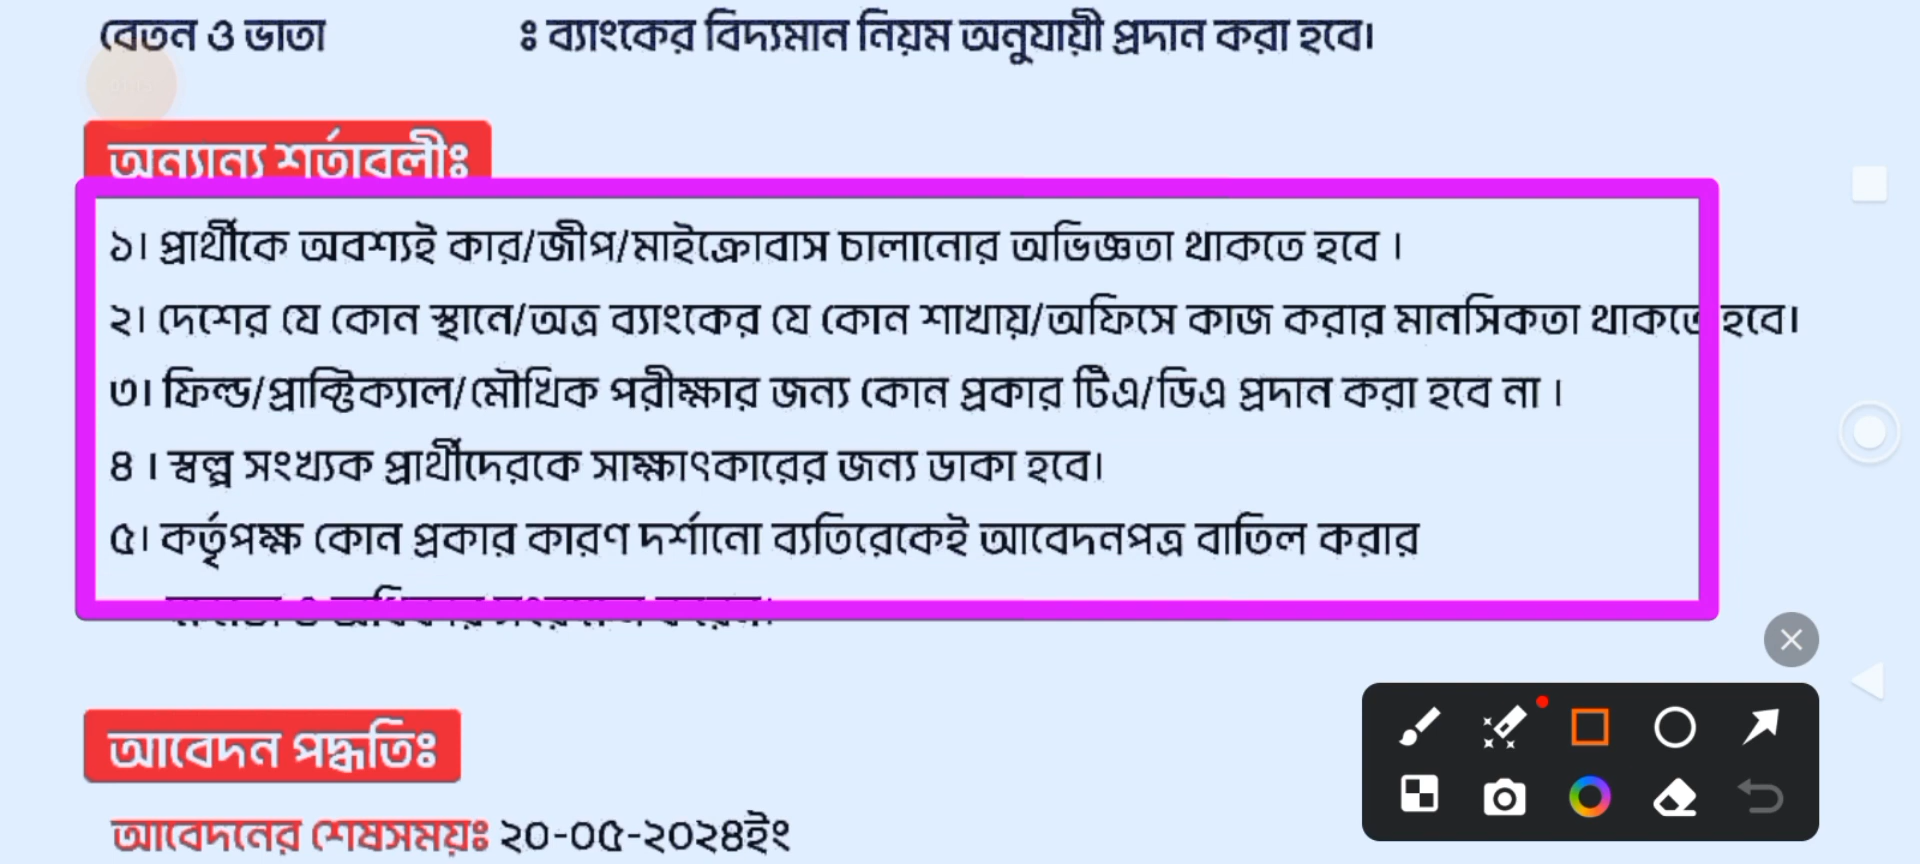 বেতন ও ভাতা ঃ ব্যাংকের বিদ্যমান নিয়ম অনুযায়ী প্রদান করা হবে।
অন্যান্য শর্তাবলীঃ
১। প্রার্থীকে অবশ্যই কার/জীপ/মাইক্রোবাস চালানোর অভিজ্ঞতা থাকতে হবে ।
২। দেশের যে কোন স্থানে/অত্র ব্যাংকের যে কোন শাখায়/অফিসে কাজ করার মানসিকতা থাকতে হবে।
৩। ফিল্ড/প্রাক্টিক্যাল/মৌখিক পরীক্ষার জন্য কোন প্রকার টিএ/ডিএ প্রদান করা হবে না ।
৪ । স্বল্প সংখ্যক প্রার্থীদেরকে সাক্ষাৎকারের জন্য ডাকা হবে।
৫। কর্তৃপক্ষ কোন প্রকার কারণ দর্শানো ব্যতিরেকেই আবেদনপত্র বাতিল করার
আবেদন পদ্ধতিঃ
আবেদনের শেষসময়ঃ ২০-০৫-২০২৪ইং